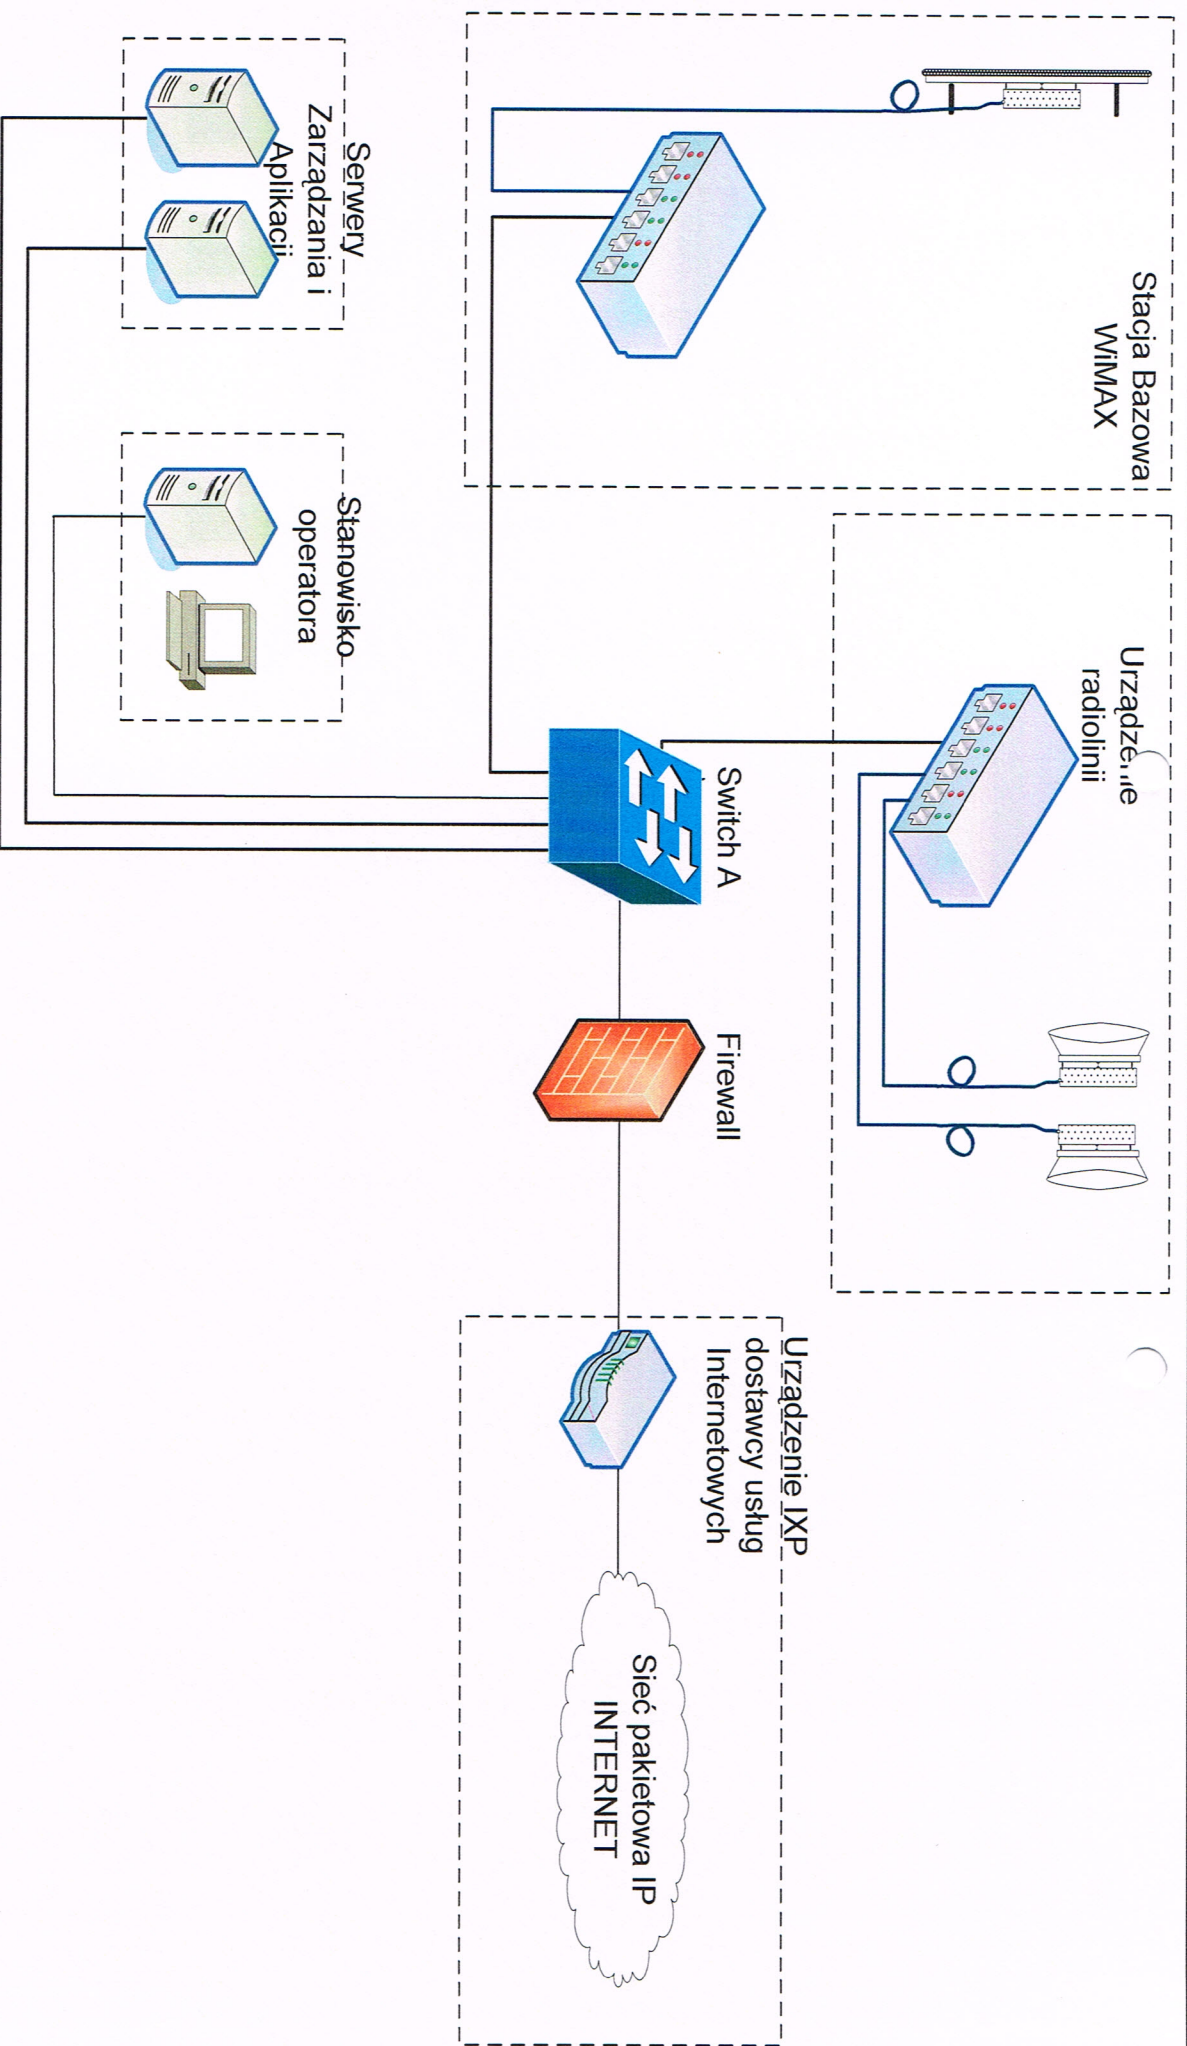 Stacja Bazowa
WiMAX
Urządzenie
radiolinii
Switch A
Firewall
Urządzenie IXP
dostawcy usług
Internetowych
Sieć pakietowa IP
INTERNET
Serwery
Zarządzania i
Aplikacji
Stanowisko
operatora